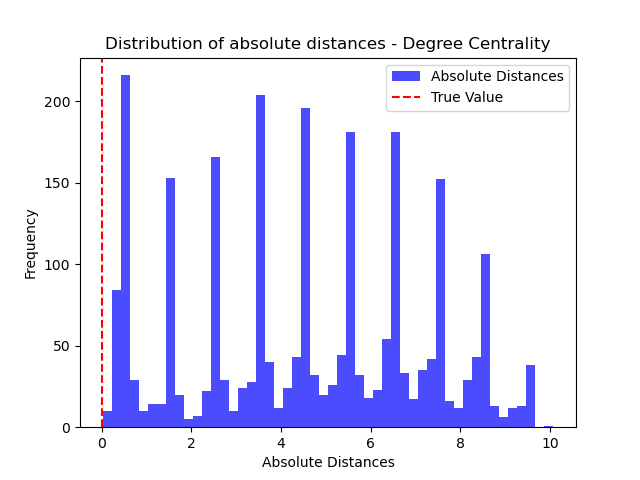 Distribution of absolute distances - Degree Centrality
Absolute Distances
True Value
200
150
100
50
0
Frequency
0 2 4 6 8 10
Absolute Distances